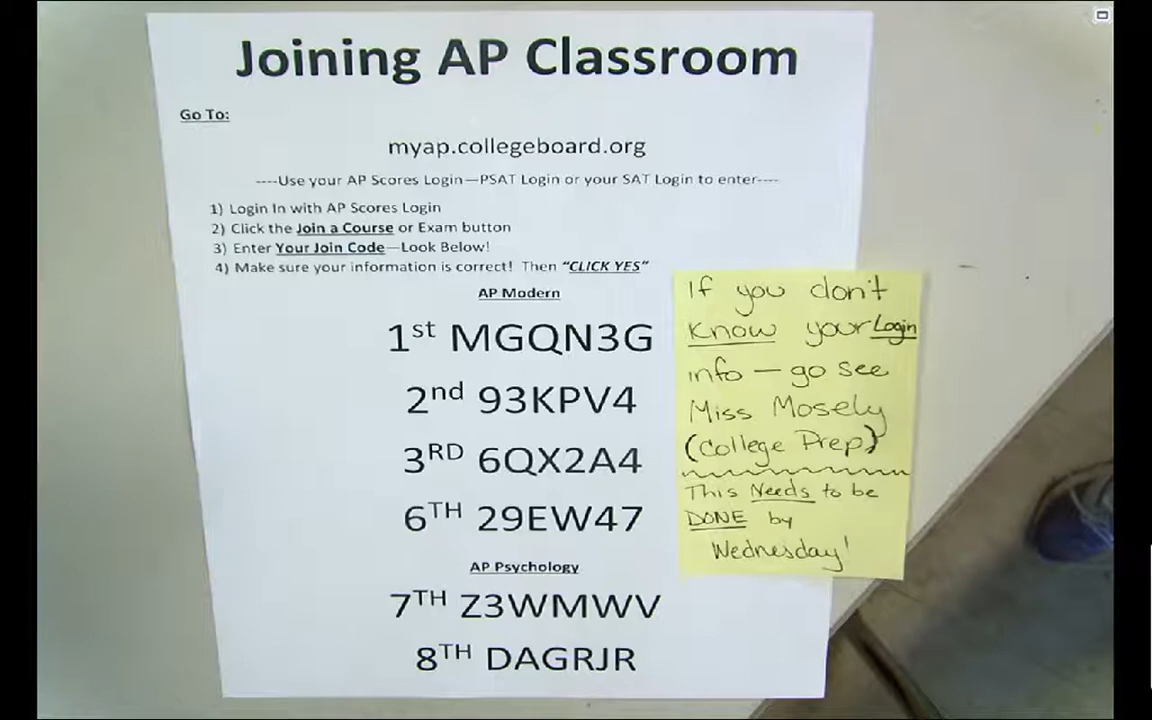 Joining AP Classroom
Go To:
myap.collegeboard.org
----Use your AP Scores Login—PSAT Login or your SAT Login to enter----
1) Login In with AP Scores Login
2) Click the Join a Course or Exam button
3) Enter Your Join Code—Look Below!
4) Make sure your information is correct! Then "CLICK YES"
AP Modern
1st MGQN3G
2nd 93KPV4
3RD 6QX2A4
6TH 29EW47
AP Psychology
7TH Z3WMWV
8TH DAGRJR
If you don't
know your Login
info — go see
Miss Mosely
(College Prep)
This Needs to be
DONE by
Wednesday!